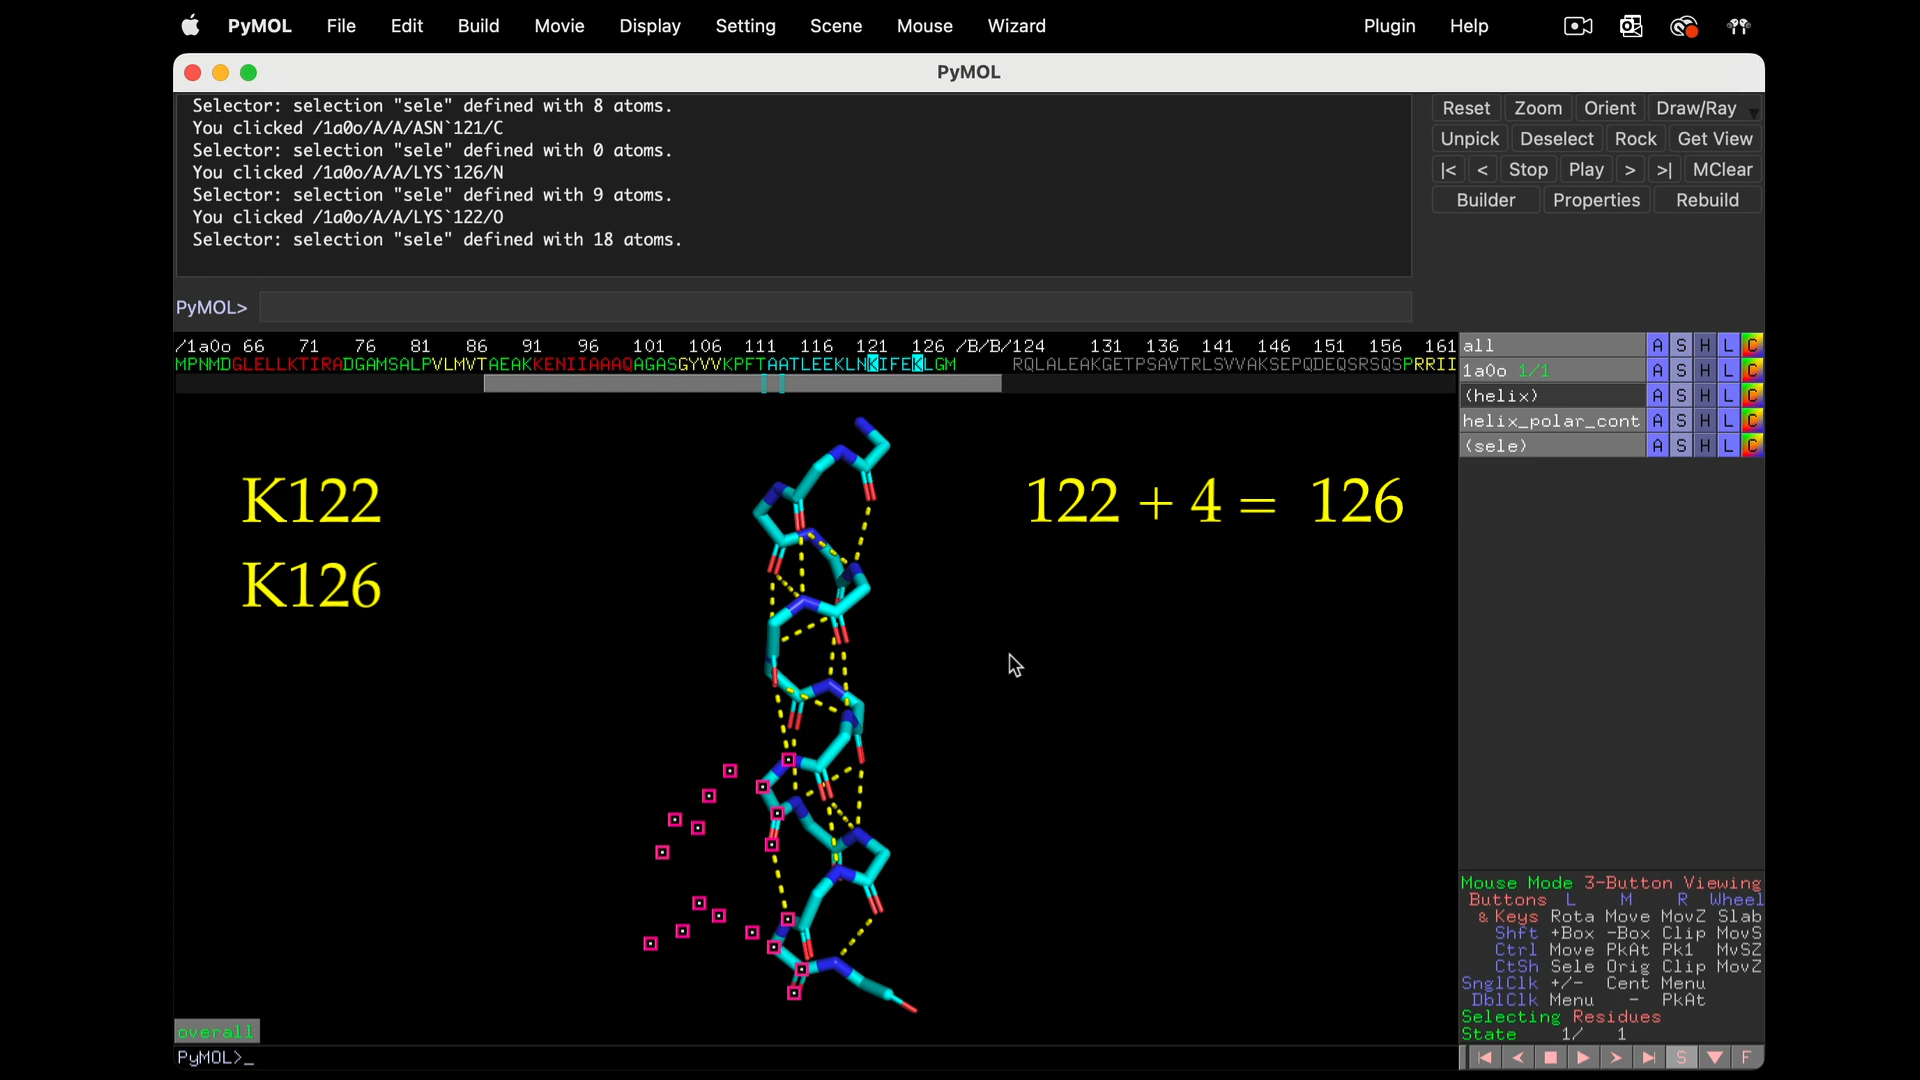 PyMOL File Edit Build Movie Display Setting Scene Mouse Wizard Plugin Help
PyMOL
Selector: selection "sele" defined with 8 atoms.
You clicked /1a0o/A/A/ASN`121/C
Selector: selection "sele" defined with 0 atoms.
You clicked /1a0o/A/A/LYS`126/N
Selector: selection "sele" defined with 9 atoms.
You clicked /1a0o/A/A/LYS`122/O
Selector: selection "sele" defined with 18 atoms.
Reset Zoom Orient Draw/Ray
Unpick Deselect Rock Get View
|< < Stop Play > >| MClear
Builder Properties Rebuild
PyMOL>
/1a0o 66 71 76 81 86 91 96 101 106 111 116 121 126 /B/B/124 131 136 141 146 151 156 161
MPNMDGLELLKTIRADGAMSALPVLMVTAEAKKENIIAAAQAGASGYVVKPFTAATLEEKLNKIFEKLGM RQLALEAKGETPSAVTRLSVVAKSEPQDEQSRSQSPRRII
all A S H L C
1a0o 1/1 A S H L C
(helix) A S H L C
helix_polar_cont A S H L C
(sele) A S H L C
K122
K126
122 + 4 = 126
Mouse Mode 3-Button Viewing
Buttons L M R Wheel
& Keys Rota Move MovZ Slab
Shft +Box -Box Clip MovS
Ctrl Move PkAt Pk1 MvSZ
CtSh Sele Orig Clip MovZ
SnglClk +/- Cent Menu
DblClk Menu - PkAt
Selecting Residues
State 1/ 1
overall
PyMOL>_
S F